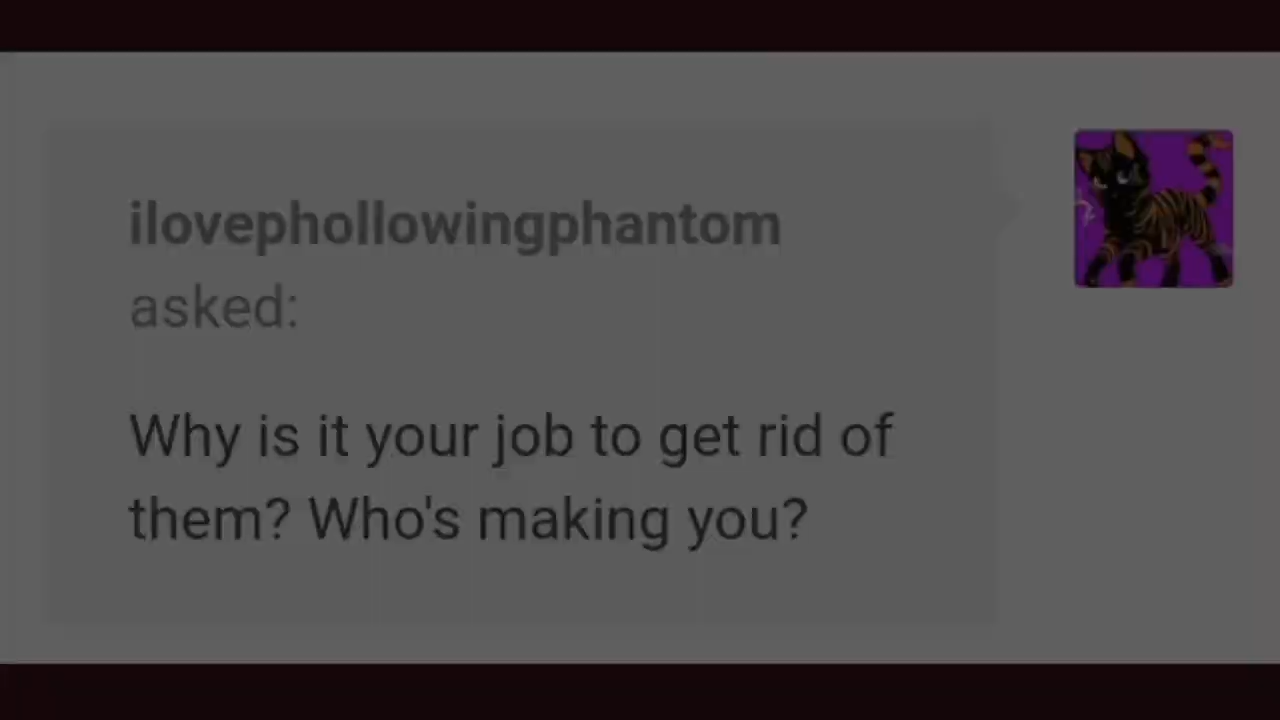 ilovephollowingphantom
asked:
Why is it your job to get rid of
them? Who's making you?